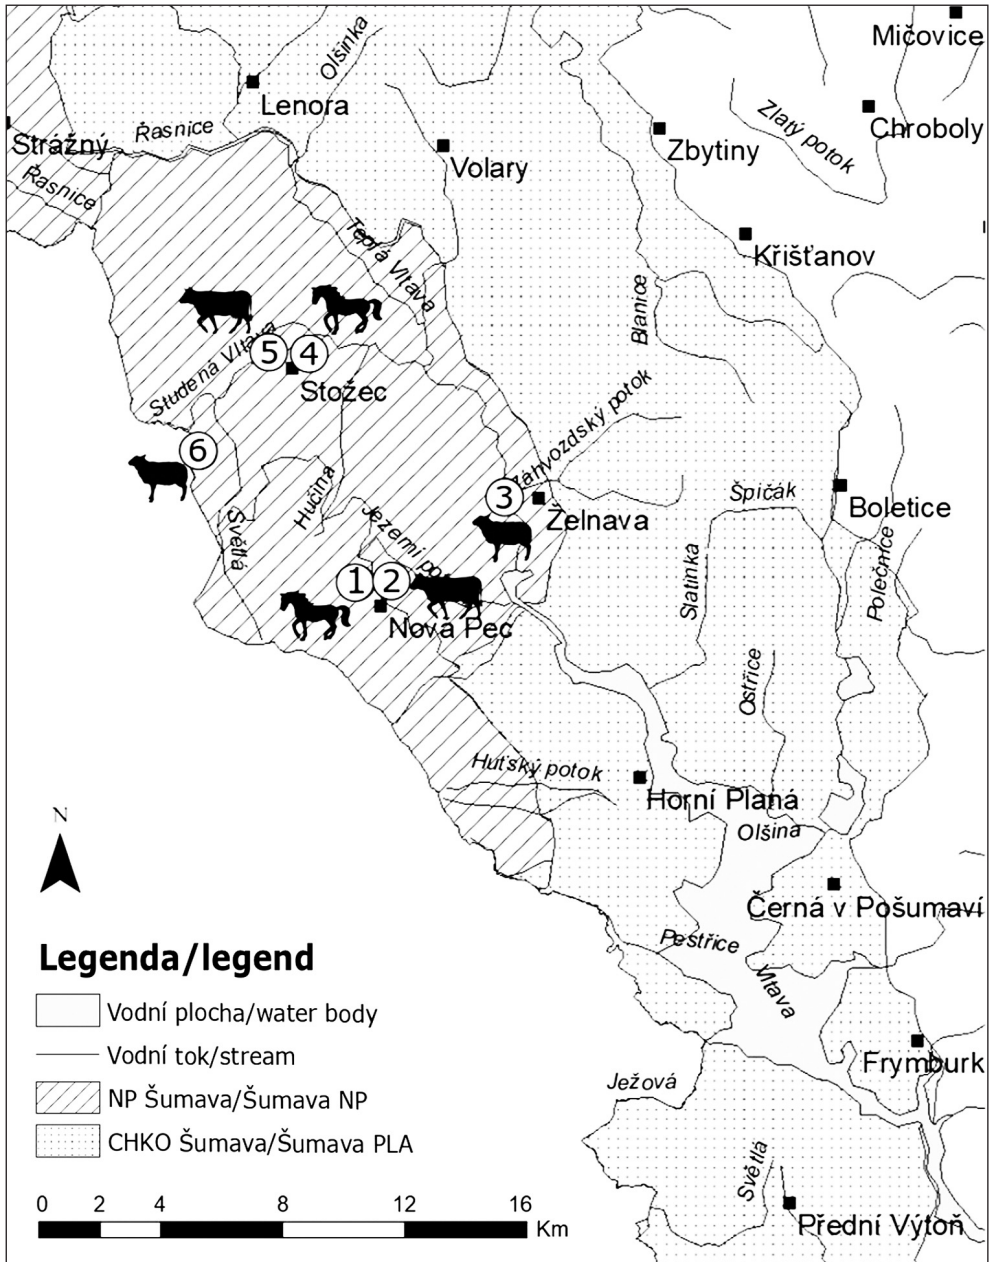 Mičovice
Olšinka
Lenora
Chroboly
Zlatý potok
Strážný
Řasnice
Zbytiny
Volary
Řasnice
Teplá Vltava
Křišťanov
Blanice
Studená Vltava
5
4
Stožec
Záhvozdský potok
6
3
Želnava
Špičák
Boletice
Hučina
Světlá
Jezerní po
Slatinka
Polečnice
1
2
Nová Pec
Ostřice
Huťský potok
Horní Planá
Olšina
N
Černá v Pošumaví
Pestřice
Vltava
Legenda/legend
Vodní plocha/water body
Vodní tok/stream
Frymburk
Ježová
NP Šumava/Šumava NP
CHKO Šumava/Šumava PLA
Světlá
0 2 4 8 12 16
Km
Přední Výtoň